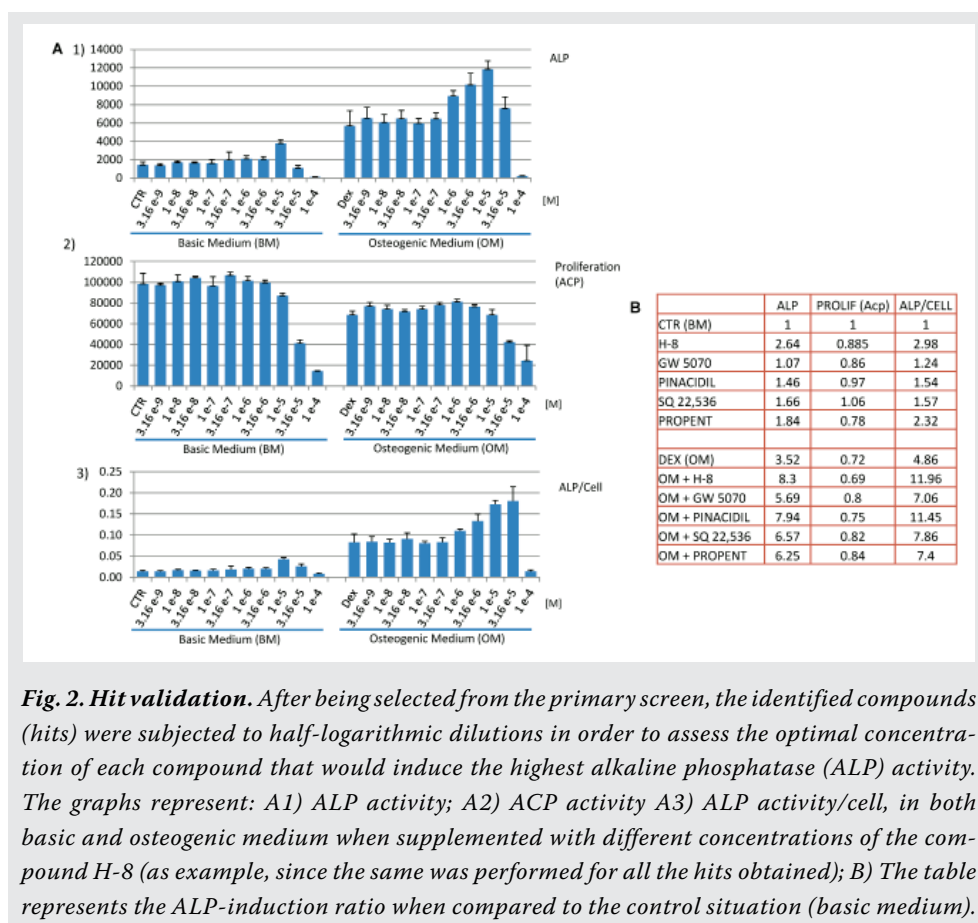 A 1)
ALP
14000
12000
10000
8000
6000
4000
2000
0
CTR 3.16 e-9 1 e-8 3.16 e-8 1 e-7 3.16 e-7 1 e-6 3.16 e-6 1 e-5 3.16 e-5 1 e-4
Dex 3.16 e-9 1 e-8 3.16 e-8 1 e-7 3.16 e-7 1 e-6 3.16 e-6 1 e-5 3.16 e-5 1 e-4
[M]
Basic Medium (BM) Osteogenic Medium (OM)
2)
Proliferation
(ACP)
120000
100000
80000
60000
40000
20000
0
CTR 3.16 e-9 1 e-8 3.16 e-8 1 e-7 3.16 e-7 1 e-6 3.16 e-6 1 e-5 3.16 e-5 1 e-4
Dex 3.16 e-9 1 e-8 3.16 e-8 1 e-7 3.16 e-7 1 e-6 3.16 e-6 1 e-5 3.16 e-5 1 e-4
[M]
Basic Medium (BM) Osteogenic Medium (OM)
3)
ALP/Cell
0.25
0.20
0.15
0.10
0.05
0.00
CTR 3.16 e-9 1 e-8 3.16 e-8 1 e-7 3.16 e-7 1 e-6 3.16 e-6 1 e-5 3.16 e-5 1 e-4
Dex 3.16 e-9 1 e-8 3.16 e-8 1 e-7 3.16 e-7 1 e-6 3.16 e-6 1 e-5 3.16 e-5 1 e-4
[M]
Basic Medium (BM) Osteogenic Medium (OM)
B
ALP PROLIF (Acp) ALP/CELL
CTR (BM) 1 1 1
H-8 2.64 0.885 2.98
GW 5070 1.07 0.86 1.24
PINACIDIL 1.46 0.97 1.54
SQ 22,536 1.66 1.06 1.57
PROPENT 1.84 0.78 2.32
DEX (OM) 3.52 0.72 4.86
OM + H-8 8.3 0.69 11.96
OM + GW 5070 5.69 0.8 7.06
OM + PINACIDIL 7.94 0.75 11.45
OM + SQ 22,536 6.57 0.82 7.86
OM + PROPENT 6.25 0.84 7.4
Fig. 2. Hit validation. After being selected from the primary screen, the identified compounds
(hits) were subjected to half-logarithmic dilutions in order to assess the optimal concentra-
tion of each compound that would induce the highest alkaline phosphatase (ALP) activity.
The graphs represent: A1) ALP activity; A2) ACP activity A3) ALP activity/cell, in both
basic and osteogenic medium when supplemented with different concentrations of the com-
pound H-8 (as example, since the same was performed for all the hits obtained); B) The table
represents the ALP-induction ratio when compared to the control situation (basic medium).